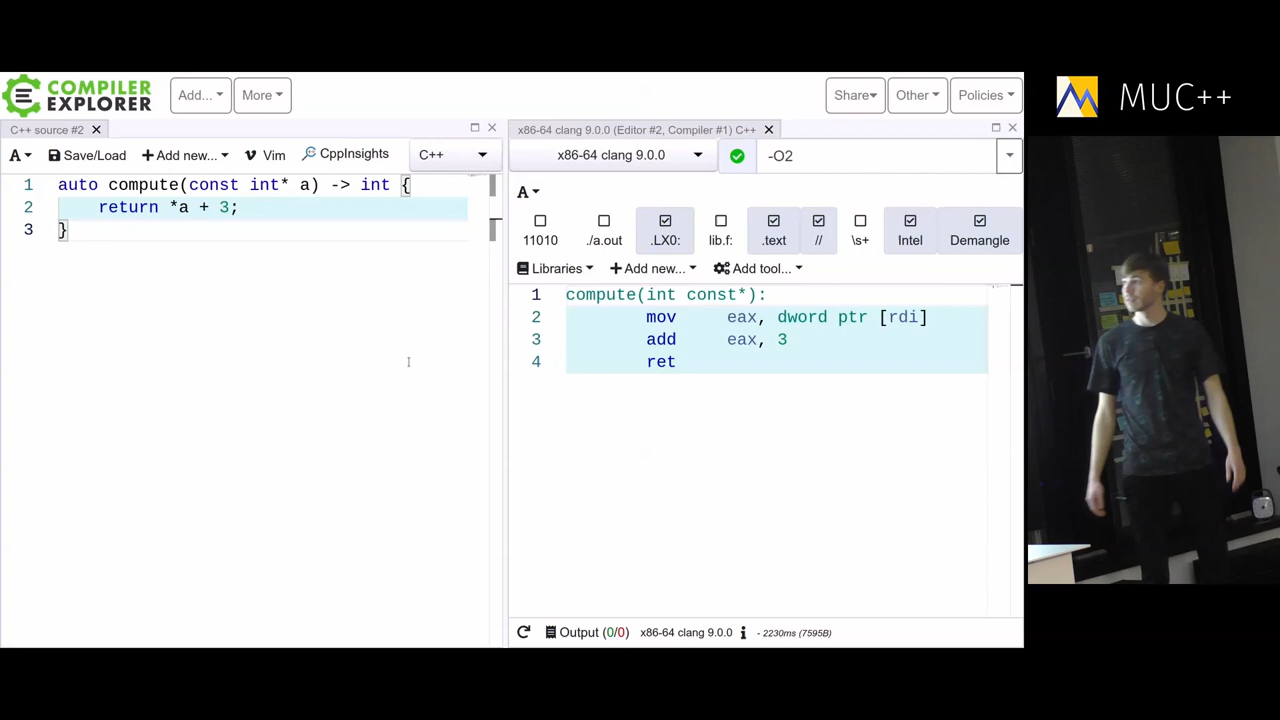 COMPILER
EXPLORER
Add...
More
Share
Other
Policies
MUC++
C++ source #2
x86-64 clang 9.0.0 (Editor #2, Compiler #1) C++
A
Save/Load
Add new...
Vim
CppInsights
C++
x86-64 clang 9.0.0
-O2
1 auto compute(const int* a) -> int {
2 return *a + 3;
3 }
A
11010
./a.out
.LX0:
lib.f:
.text
//
\s+
Intel
Demangle
Libraries
Add new...
Add tool...
1 compute(int const*):
2 mov eax, dword ptr [rdi]
3 add eax, 3
4 ret
Output (0/0) x86-64 clang 9.0.0 i - 2230ms (7595B)